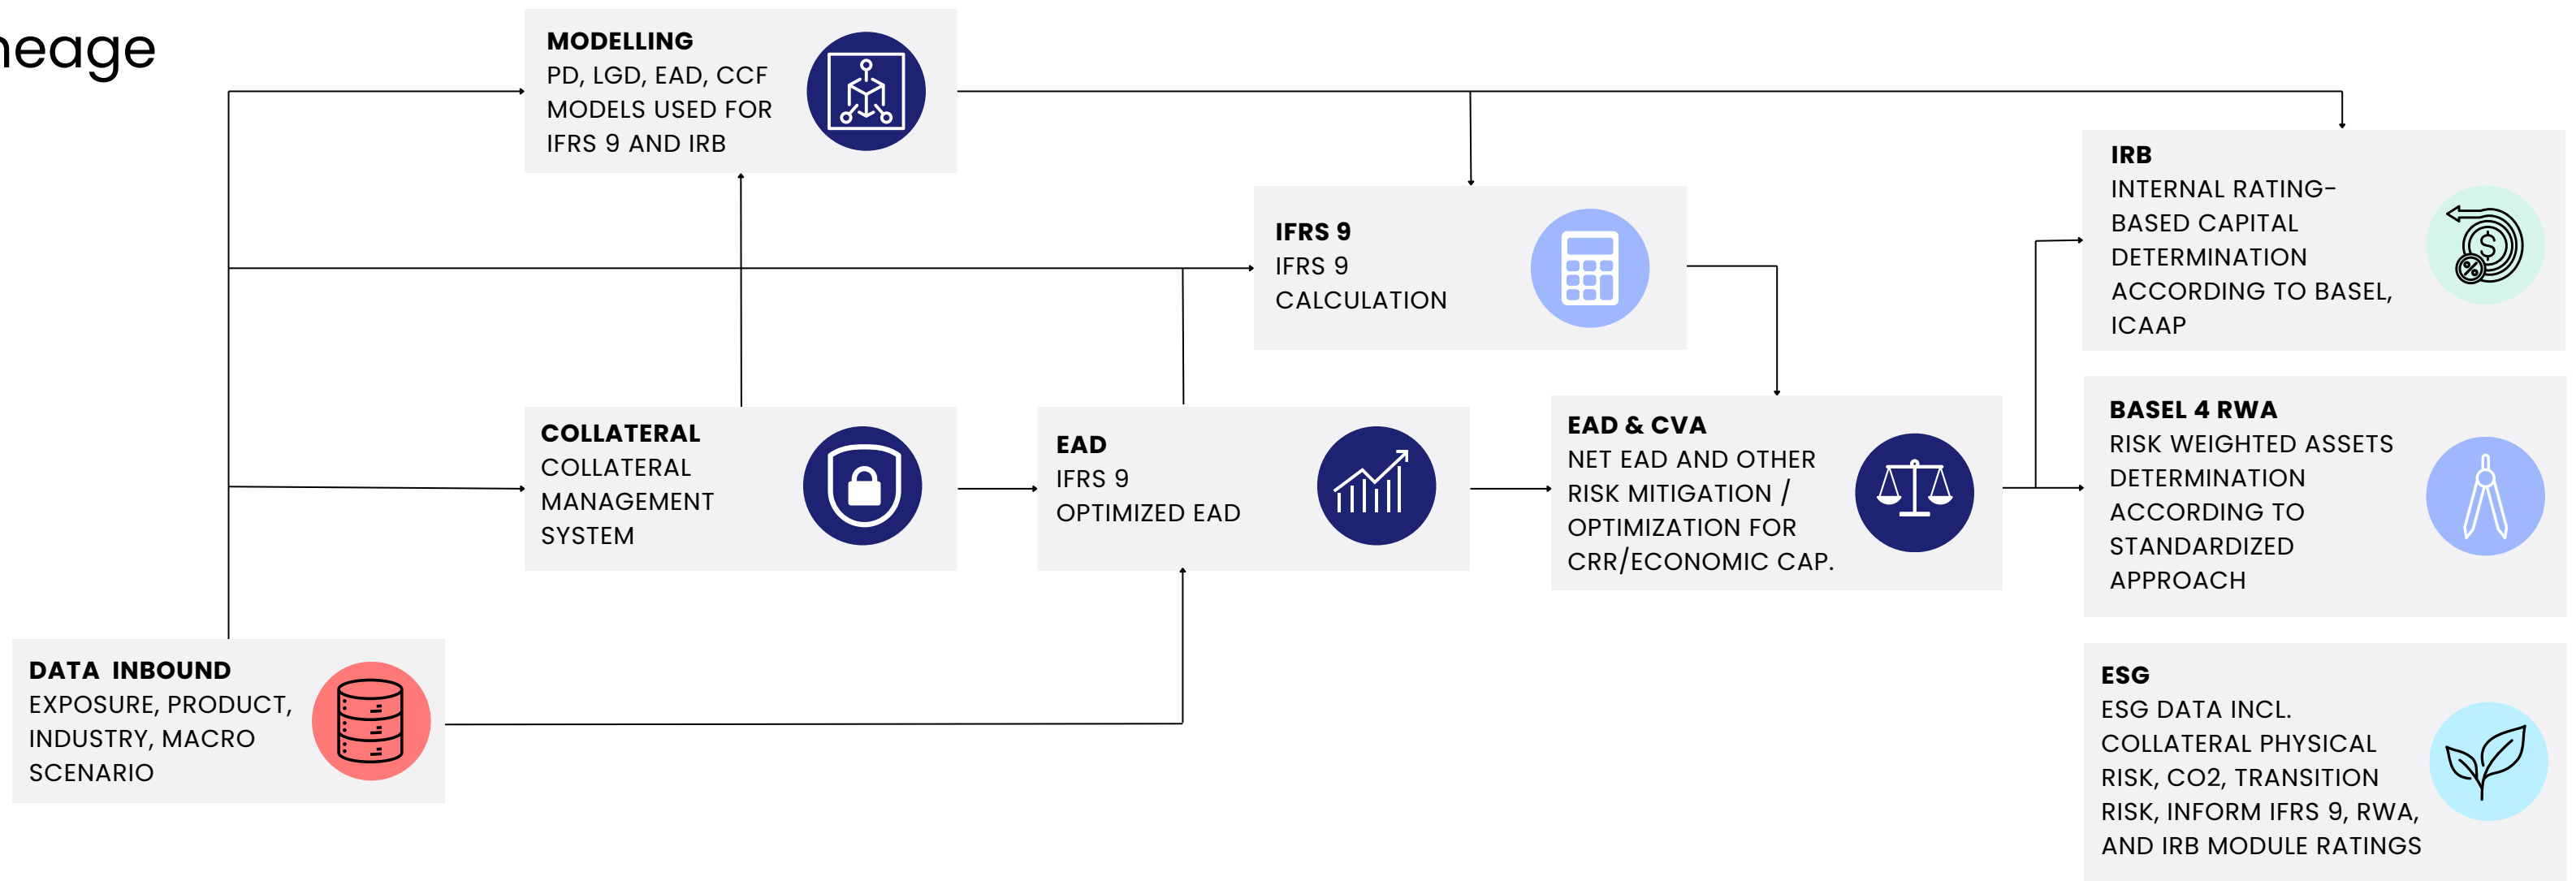 neage
MODELLING
PD, LGD, EAD, CCF
MODELS USED FOR
IFRS 9 AND IRB
IRB
INTERNAL RATING-
BASED CAPITAL
DETERMINATION
ACCORDING TO BASEL,
ICAAP
IFRS 9
IFRS 9
CALCULATION
COLLATERAL
COLLATERAL
MANAGEMENT
SYSTEM
EAD
IFRS 9
OPTIMIZED EAD
EAD & CVA
NET EAD AND OTHER
RISK MITIGATION /
OPTIMIZATION FOR
CRR/ECONOMIC CAP.
BASEL 4 RWA
RISK WEIGHTED ASSETS
DETERMINATION
ACCORDING TO
STANDARDIZED
APPROACH
DATA INBOUND
EXPOSURE, PRODUCT,
INDUSTRY, MACRO
SCENARIO
ESG
ESG DATA INCL.
COLLATERAL PHYSICAL
RISK, CO2, TRANSITION
RISK, INFORM IFRS 9, RWA,
AND IRB MODULE RATINGS